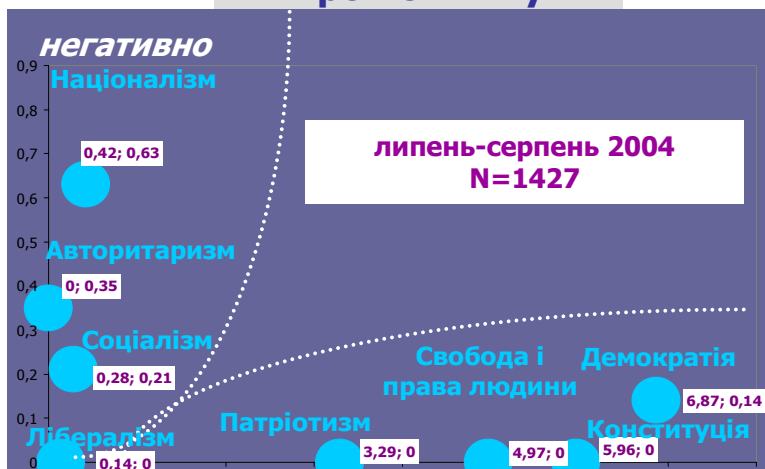 негативно
0,9
Націоналізм
0,8
0,7
0,42; 0,63
липень-серпень 2004
N=1427
0,6
0,5
Авторитаризм
0,4
0; 0,35
0,3
Соціалізм
Свобода і
права людини
Демократія
0,2
0,28; 0,21
6,87; 0,14
0,1
Лібералізм
Патріотизм
Конституція
0
0,14; 0
3,29; 0
4,97; 0
5,96; 0